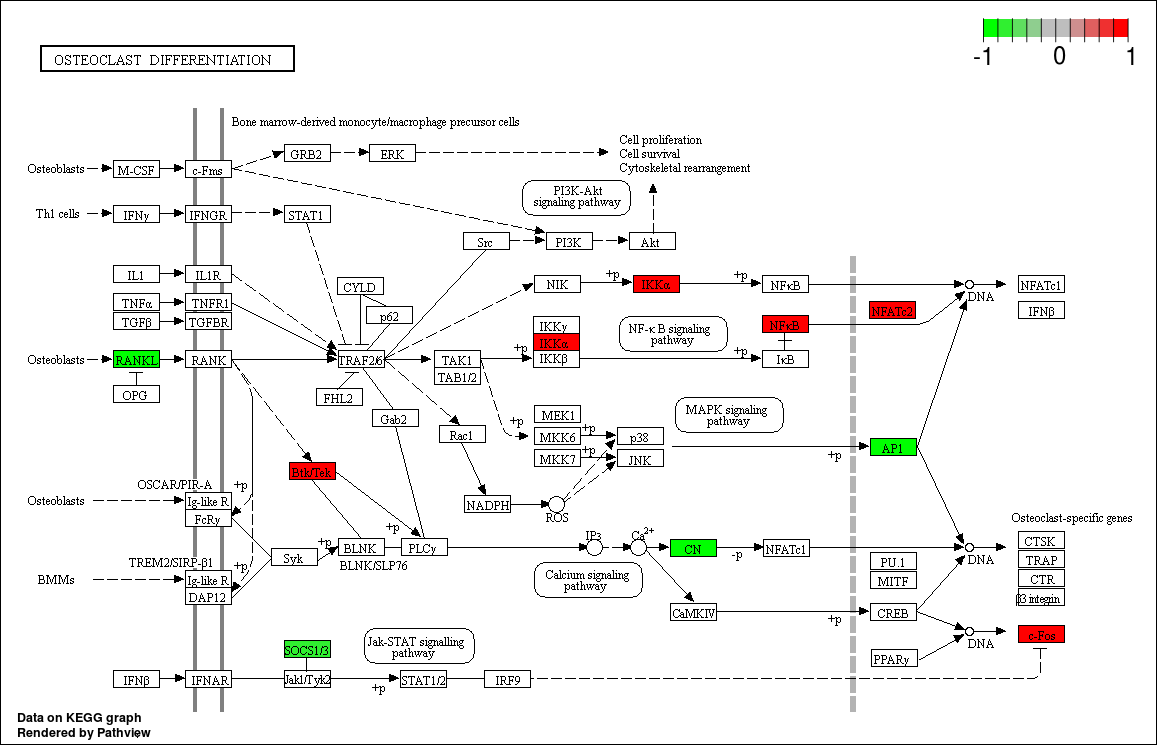 -1 0 1
OSTEOCLAST DIFFERENTIATION
Bone marrow-derived monocyte/macrophage precursor cells
Cell proliferation
Cell survival
Cytoskeletal rearrangement
GRB2
ERK
Osteoblasts
M-CSF
c-Fms
PI3K-Akt
signaling pathway
Th1 cells
IFNγ
IFNGR
STAT1
Src
PI3K
Akt
IL1
IL1R
CYLD
NIK
+p
IKKα
+p
NFκB
DNA
NFATc1
TNFα
TNFR1
p62
NFATc2
IFNβ
TGFβ
TGFBR
IKKγ
IKKα
IKKβ
+p
NF-κ B signaling
pathway
+p
NFκB
IκB
Osteoblasts
RANKL
RANK
TRAF2/6
TAK1
TAB1/2
OPG
FHL2
Gab2
Rac1
MEK1
MKK6
MKK7
+p
+p
+p
p38
JNK
MAPK signaling
pathway
+p
AP1
Btk/Tek
OSCAR/PIR-A
+p
Osteoblasts
Ig-like R
FcRγ
NADPH
ROS
Syk
+p
BLNK
BLNK/SLP76
+p
PLCγ
IP3
Ca2+
CN
-p
NFATc1
DNA
Osteoclast-specific genes
CTSK
TRAP
CTR
β3 integrin
PU.1
MITF
TREM2/SIRP-β1
+p
BMMs
Ig-like R
DAP12
Calcium signaling
pathway
CaMKIV
+p
CREB
DNA
c-Fos
PPARγ
SOCS1/3
Jak-STAT signalling
pathway
IFNβ
IFNAR
Jak1/Tyk2
+p
STAT1/2
IRF9
Data on KEGG graph
Rendered by Pathview